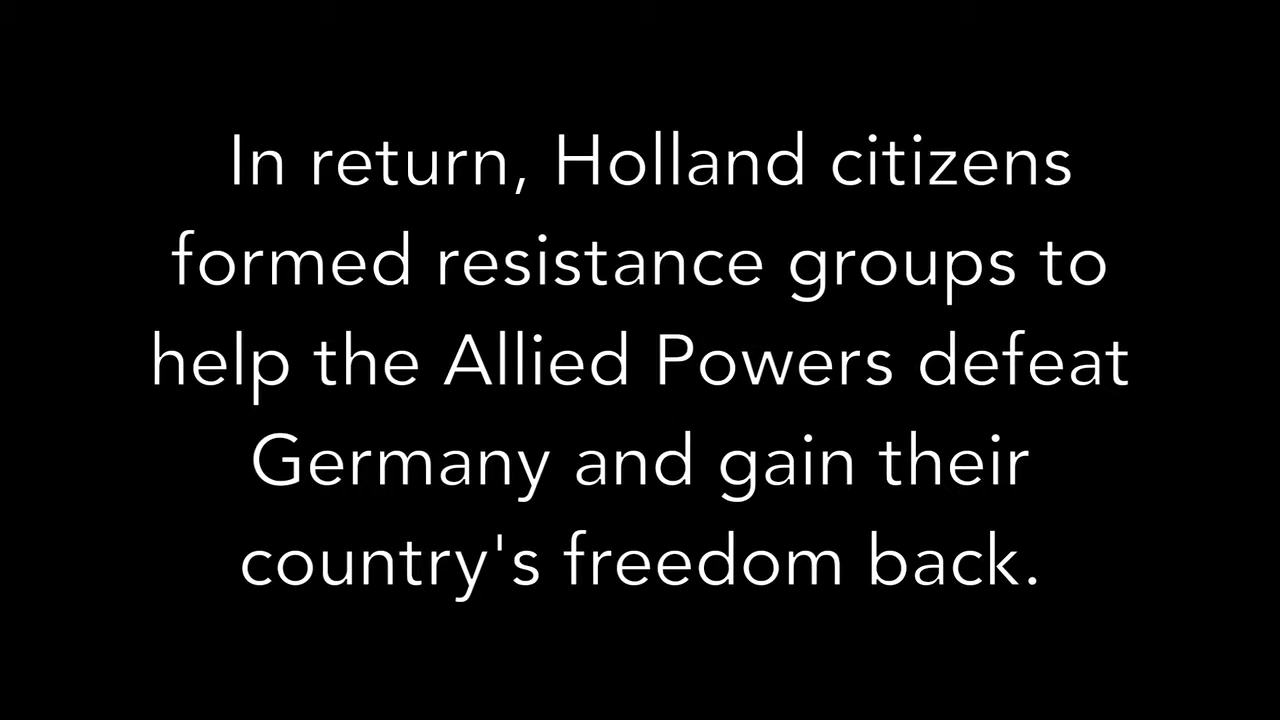 In return, Holland citizens
formed resistance groups to
help the Allied Powers defeat
Germany and gain their
country's freedom back.